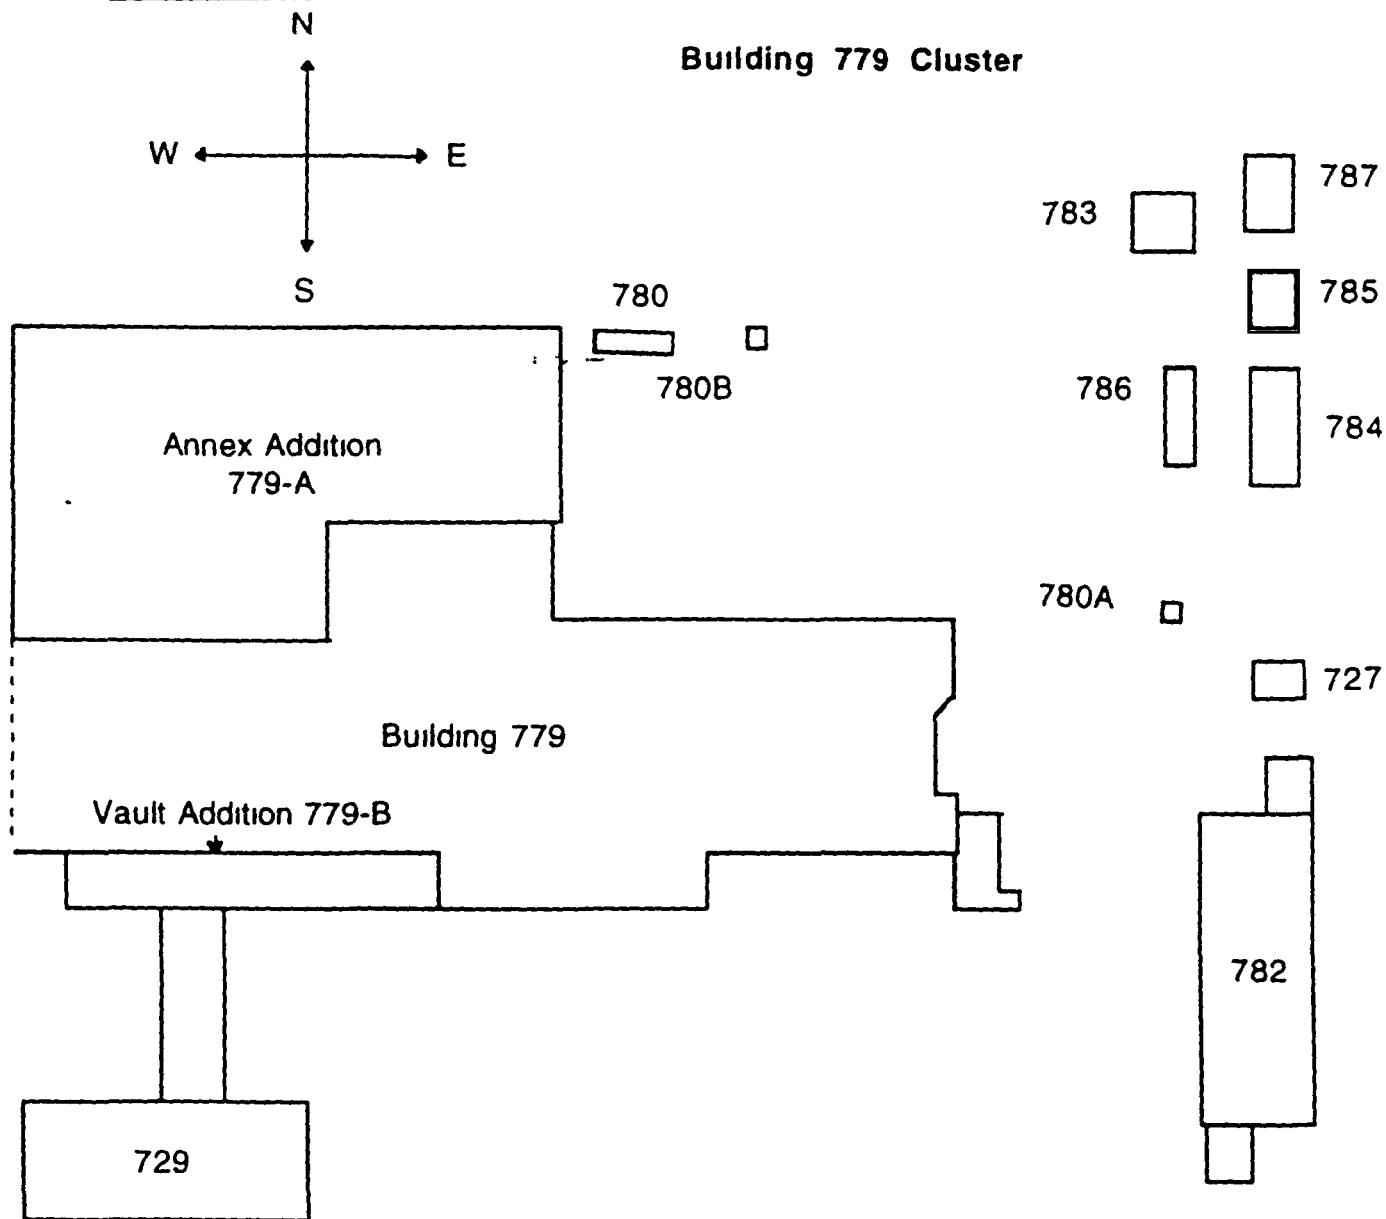 N
Building 779 Cluster
W E
S
787
783
785
780
780B
786
784
Annex Addition
779-A
780A
727
Building 779
Vault Addition 779-B
782
729